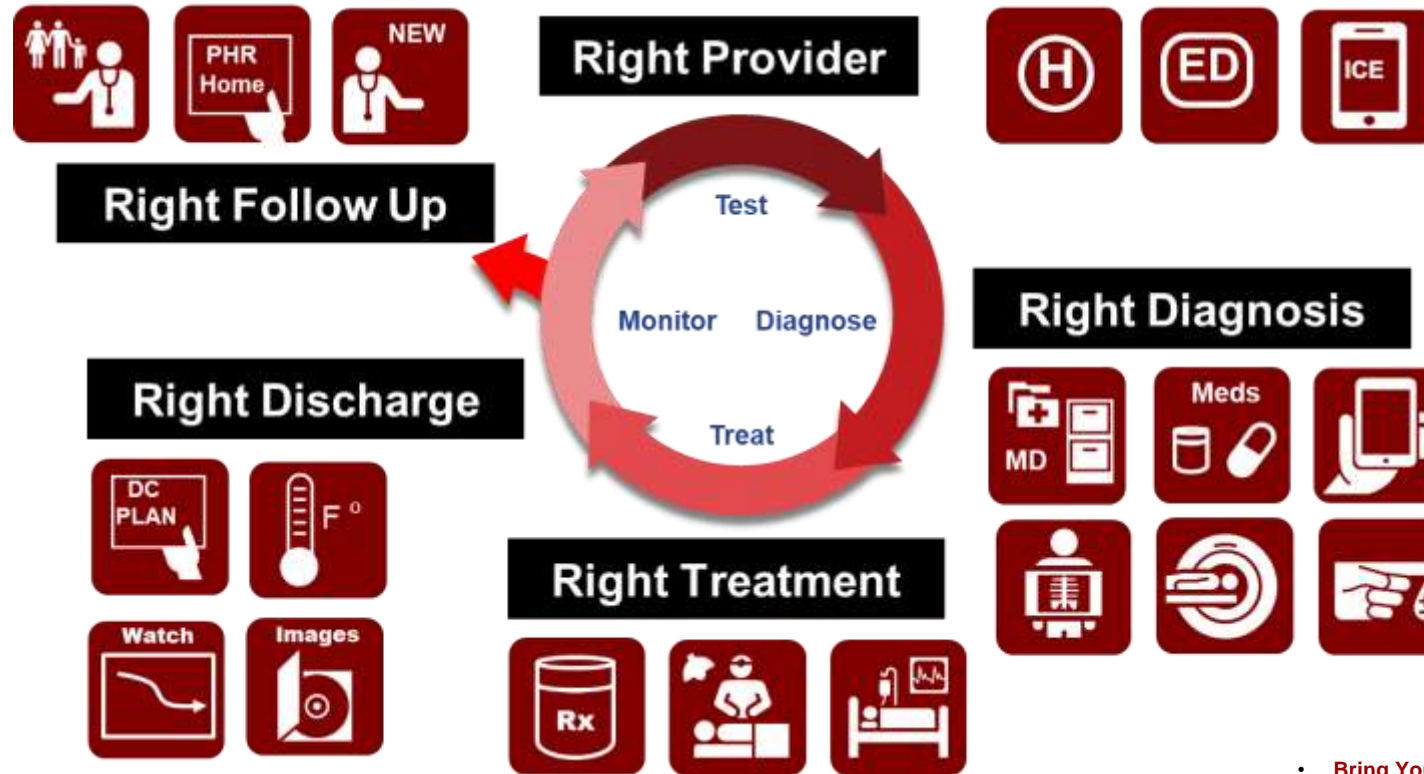 NEW
PHR
Home
Right Provider
H
ED
ICE
Right Follow Up
Test
Monitor
Diagnose
Treat
Right Diagnosis
MD
Meds
Right Discharge
DC
PLAN
F °
Watch
Images
Right Treatment
Rx
• Bring